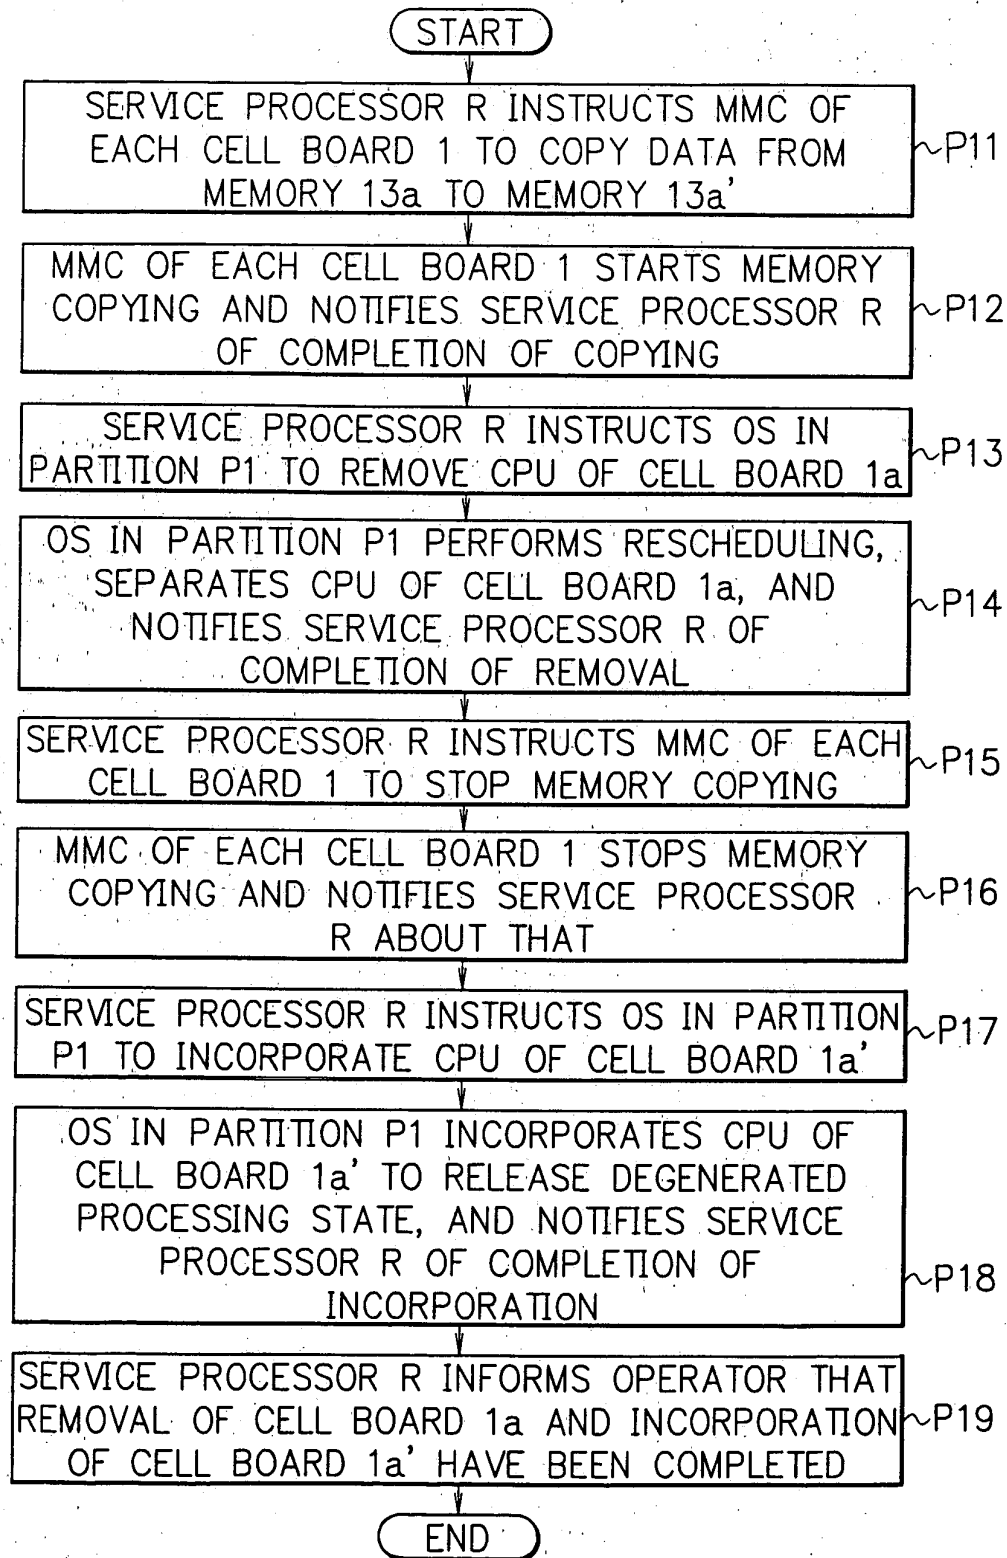 START
SERVICE PROCESSOR R INSTRUCTS MMC OF
EACH CELL BOARD 1 TO COPY DATA FROM
MEMORY 13a TO MEMORY 13a'
P11
MMC OF EACH CELL BOARD 1 STARTS MEMORY
COPYING AND NOTIFIES SERVICE PROCESSOR R
OF COMPLETION OF COPYING
P12
SERVICE PROCESSOR R INSTRUCTS OS IN
PARTITION P1 TO REMOVE CPU OF CELL BOARD 1a
P13
OS IN PARTITION P1 PERFORMS RESCHEDULING,
SEPARATES CPU OF CELL BOARD 1a, AND
NOTIFIES SERVICE PROCESSOR R OF
COMPLETION OF REMOVAL
P14
SERVICE PROCESSOR R INSTRUCTS MMC OF EACH
CELL BOARD 1 TO STOP MEMORY COPYING
P15
MMC OF EACH CELL BOARD 1 STOPS MEMORY
COPYING AND NOTIFIES SERVICE PROCESSOR
R ABOUT THAT
P16
SERVICE PROCESSOR R INSTRUCTS OS IN PARTITION
P1 TO INCORPORATE CPU OF CELL BOARD 1a'
P17
OS IN PARTITION P1 INCORPORATES CPU OF
CELL BOARD 1a' TO RELEASE DEGENERATED
PROCESSING STATE, AND NOTIFIES SERVICE
PROCESSOR R OF COMPLETION OF
INCORPORATION
P18
SERVICE PROCESSOR R INFORMS OPERATOR THAT
REMOVAL OF CELL BOARD 1a AND INCORPORATION
OF CELL BOARD 1a' HAVE BEEN COMPLETED
P19
END